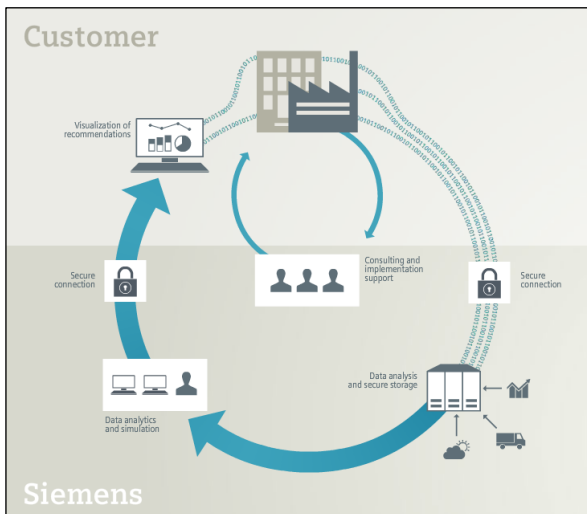 Customer
Visualization of
recommendations
Secure
connection
Consulting and
implementation
support
Secure
connection
Data analysis
and secure storage
Data analytics
and simulation
Siemens